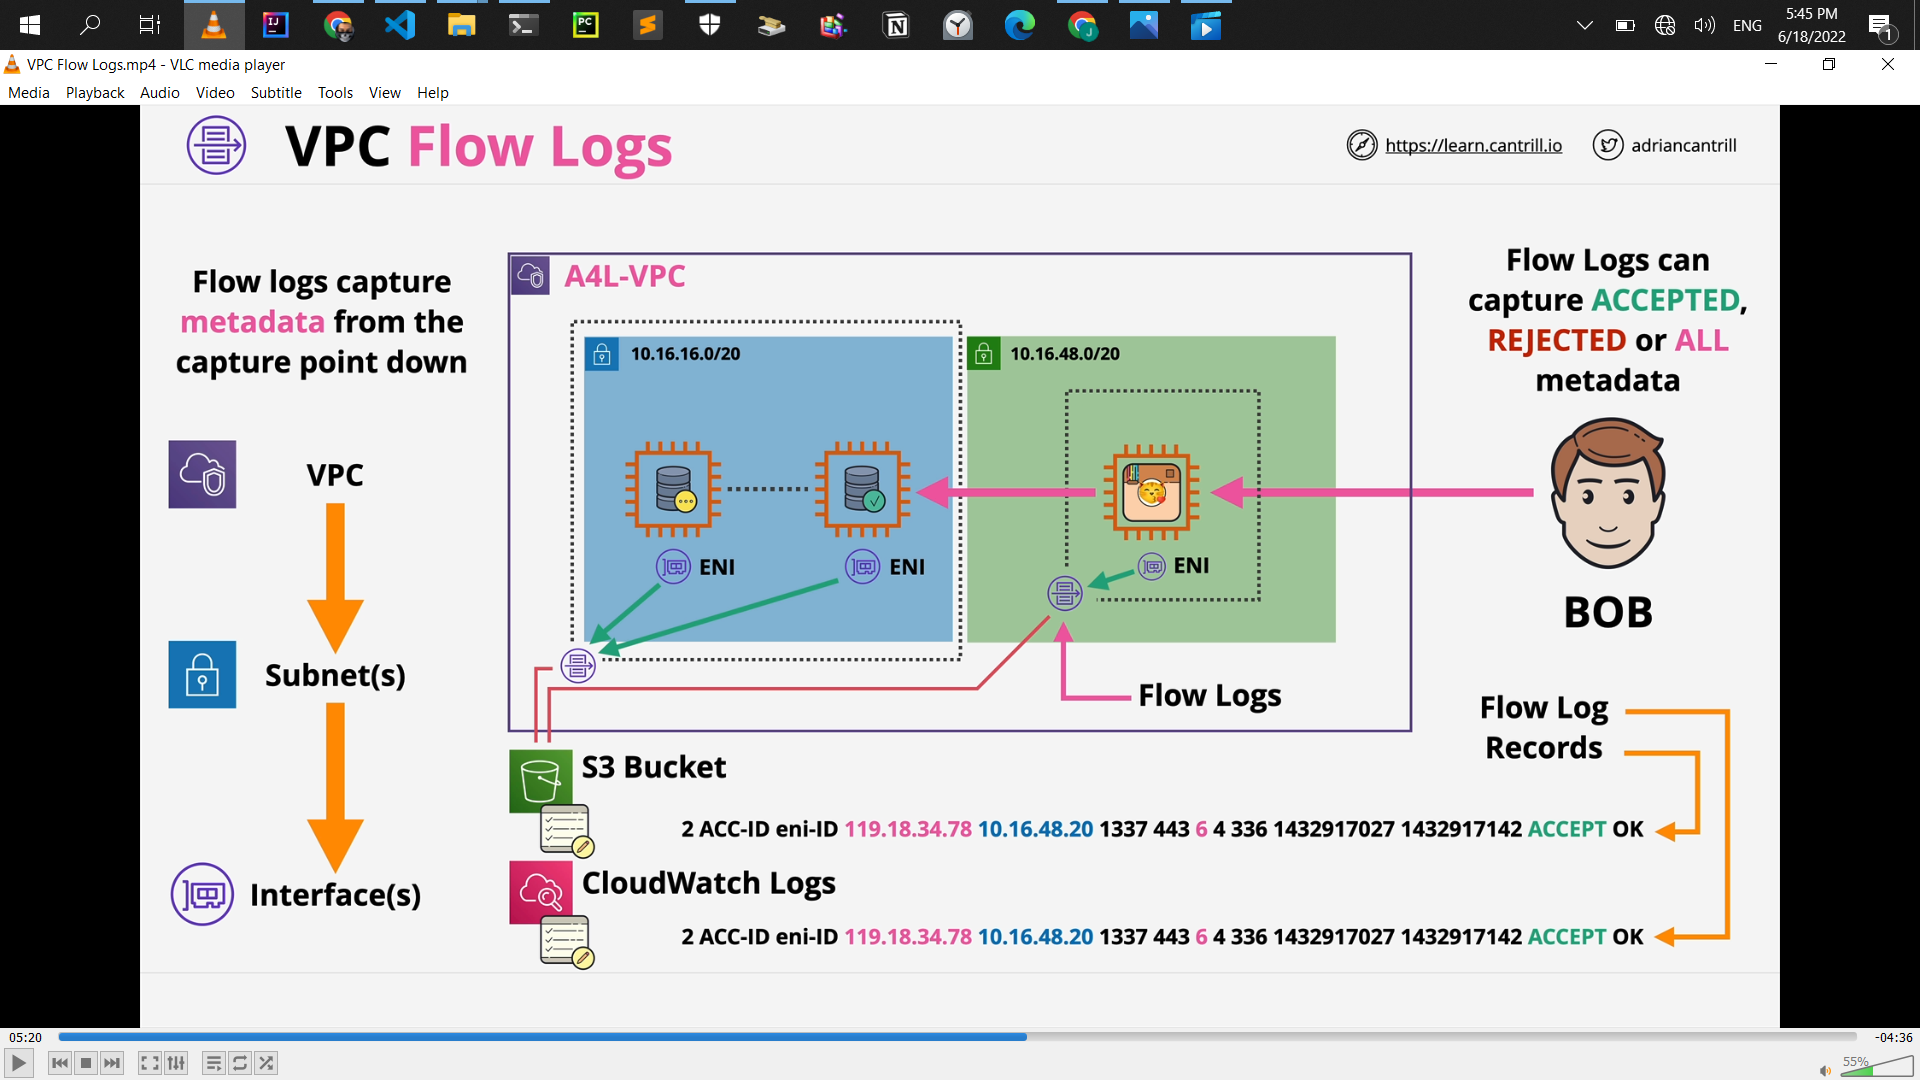 ENG
5:45 PM
6/18/2022
1
VPC Flow Logs.mp4 - VLC media player
Media Playback Audio Video Subtitle Tools View Help
VPC Flow Logs
https://learn.cantrill.io
adriancantrill
Flow logs capture
metadata from the
capture point down
VPC
Subnet(s)
Interface(s)
A4L-VPC
10.16.16.0/20
10.16.48.0/20
ENI
ENI
ENI
Flow Logs
Flow Logs can
capture ACCEPTED,
REJECTED or ALL
metadata
BOB
Flow Log
Records
S3 Bucket
2 ACC-ID eni-ID 119.18.34.78 10.16.48.20 1337 443 6 4 336 1432917027 1432917142 ACCEPT OK
CloudWatch Logs
2 ACC-ID eni-ID 119.18.34.78 10.16.48.20 1337 443 6 4 336 1432917027 1432917142 ACCEPT OK
05:20
-04:36
55%